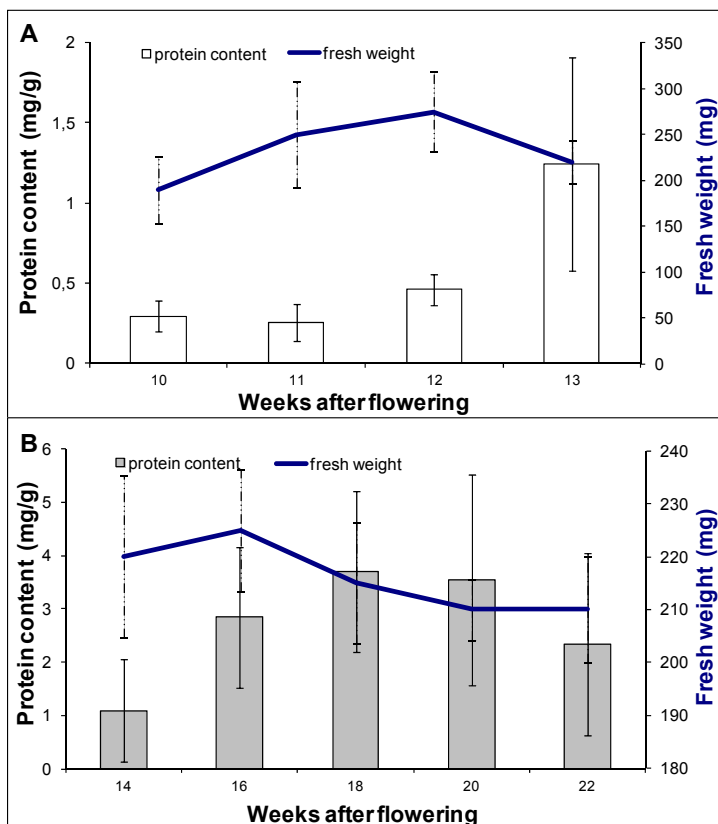 A
protein content
fresh weight
Protein content (mg/g)
2
1,5
1
0,5
0
350
300
250
200
150
100
50
0
Fresh weight (mg)
10 11 12 13
Weeks after flowering
B
protein content
fresh weight
Protein content (mg/g)
6
5
4
3
2
1
0
240
230
220
210
200
190
180
Fresh weight (mg)
14 16 18 20 22
Weeks after flowering